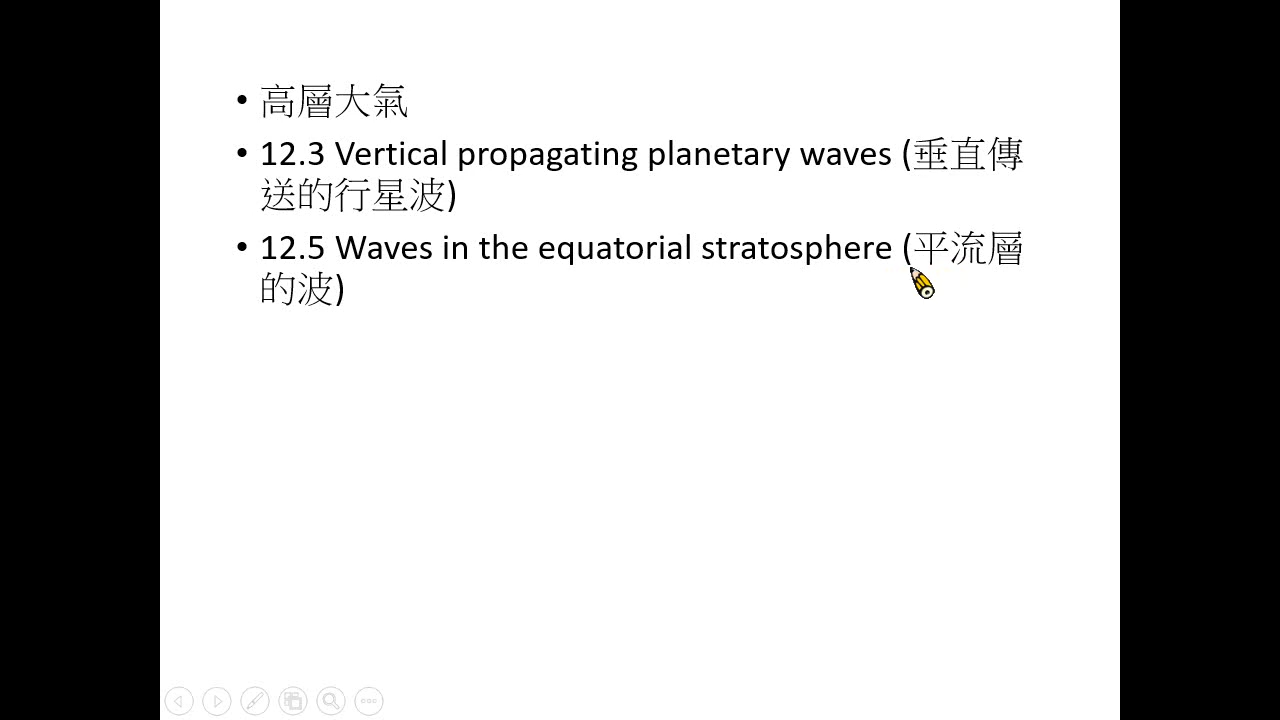 • 高層大氣
• 12.3 Vertical propagating planetary waves (垂直傳
送的行星波)
• 12.5 Waves in the equatorial stratosphere (平流層
的波)